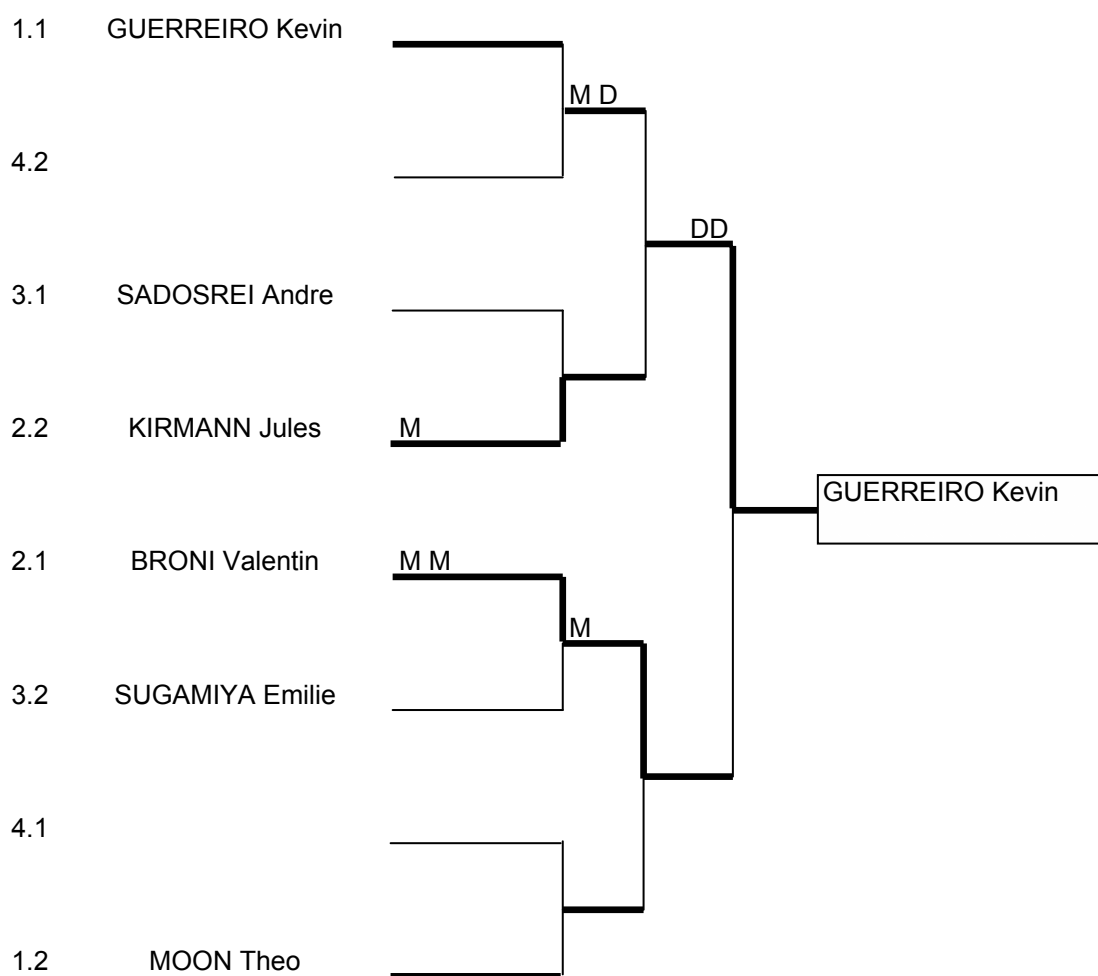 1.1 GUERREIRO Kevin
M D
4.2
DD
3.1 SADOSREI Andre
2.2 KIRMANN Jules M
GUERREIRO Kevin
2.1 BRONI Valentin M M
M
3.2 SUGAMIYA Emilie
4.1
1.2 MOON Theo